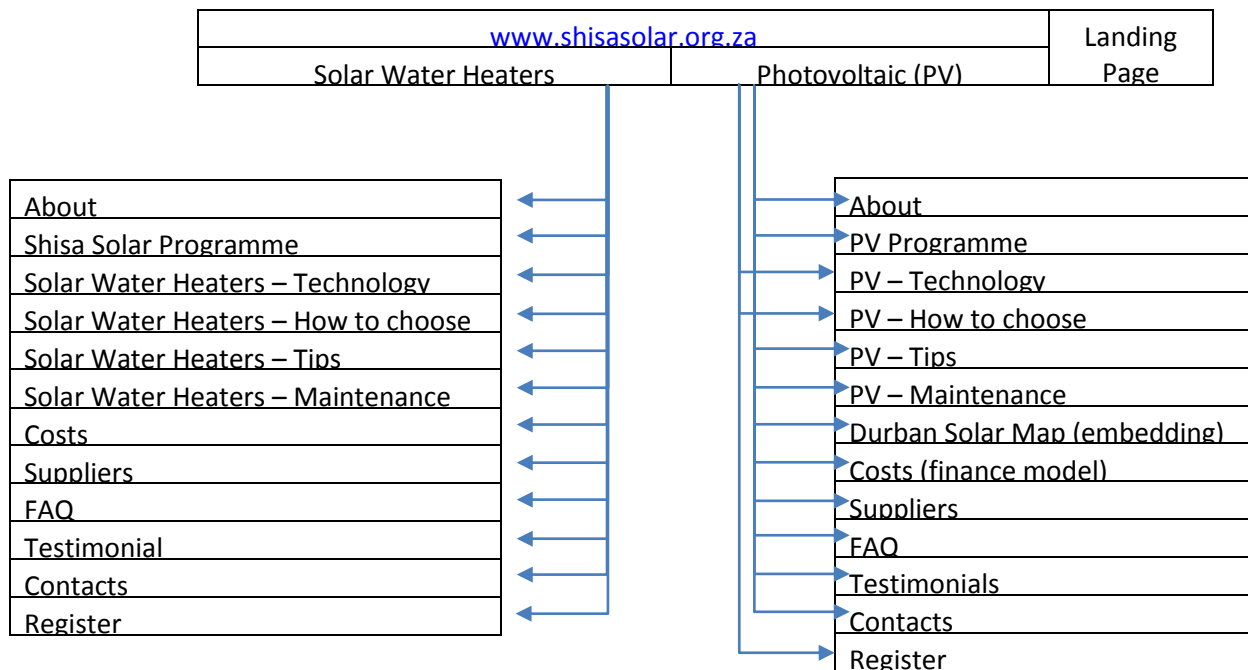 www.shisasolar.org.za
Landing
Page
Solar Water Heaters
Photovoltaic (PV)
About
Shisa Solar Programme
Solar Water Heaters – Technology
Solar Water Heaters – How to choose
Solar Water Heaters – Tips
Solar Water Heaters – Maintenance
Costs
Suppliers
FAQ
Testimonial
Contacts
Register
About
PV Programme
PV – Technology
PV – How to choose
PV – Tips
PV – Maintenance
Durban Solar Map (embedding)
Costs (finance model)
Suppliers
FAQ
Testimonials
Contacts
Register